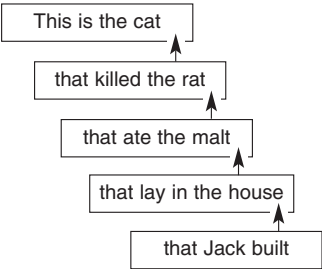 This is the cat
that killed the rat
that ate the malt
that lay in the house
that Jack built